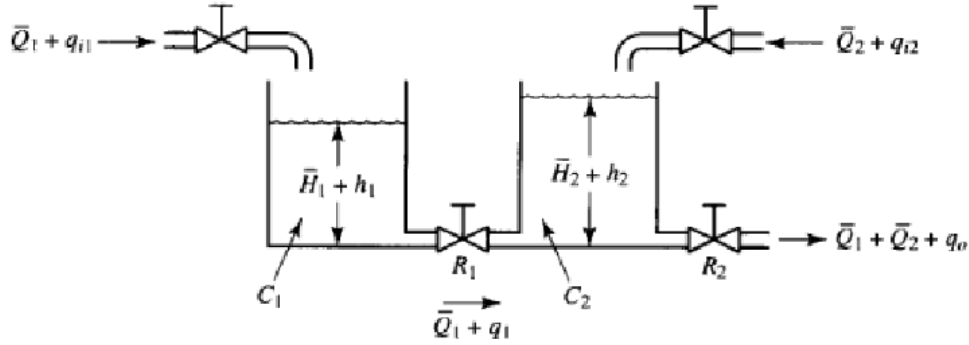 Q̄₁ + qᵢ₁
Q̄₂ + qᵢ₂
H̄₁ + h₁
H̄₂ + h₂
R₁
R₂
Q̄₁ + Q̄₂ + qₒ
C₁
C₂
Q̄₁ + q₁